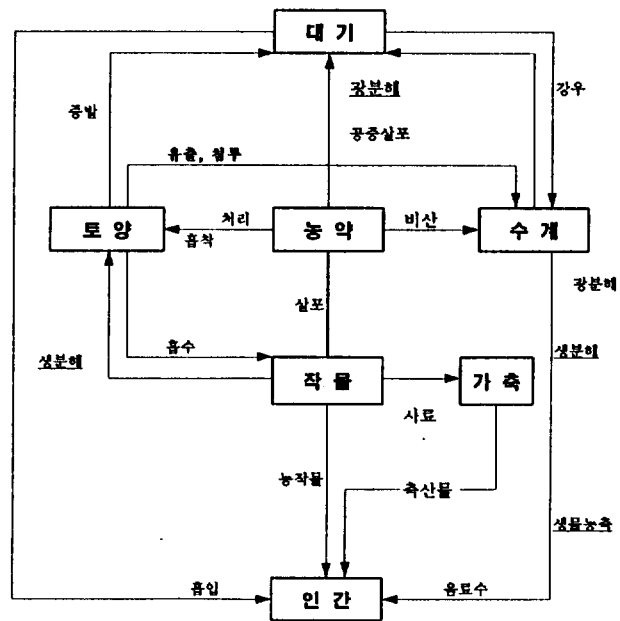 대 기
광분해
강우
증발
공중살포
유출, 침투
토 양
처리
흡착
농 약
비산
수 계
광분해
살포
생분해
흡수
생분해
작 물
가 축
사료
농작물
축산물
생물농축
흡입
인 간
음료수